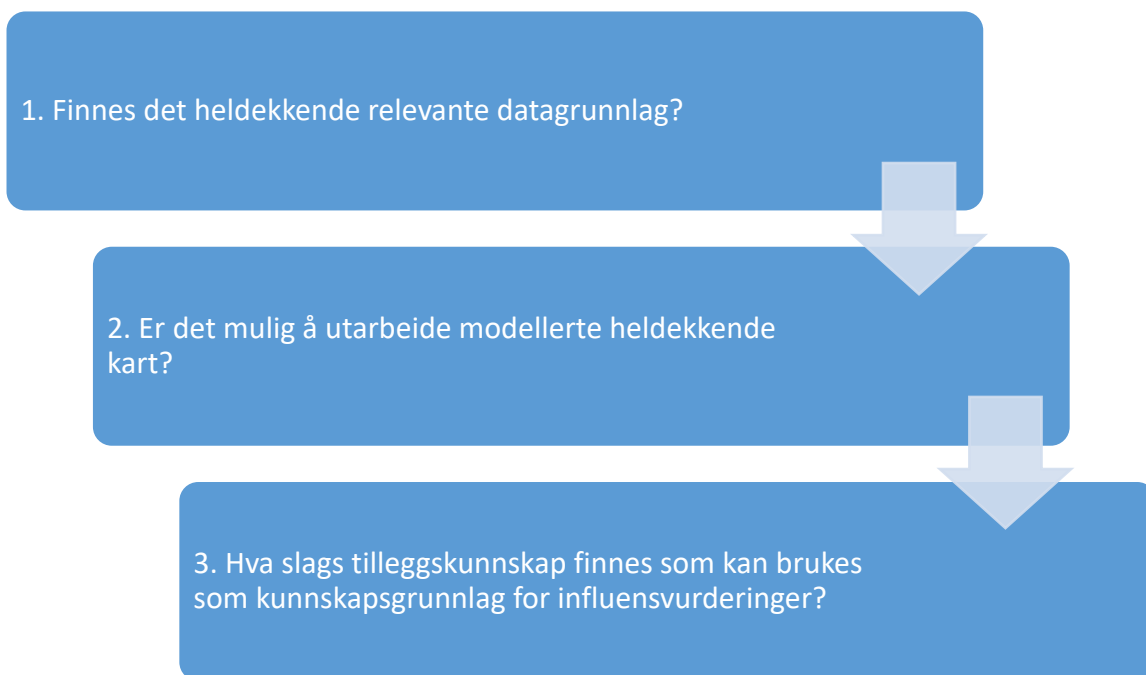 1. Finnes det heldekkende relevante datagrunnlag?
2. Er det mulig å utarbeide modellerte heldekkende
kart?
3. Hva slags tilleggskunnskap finnes som kan brukes
som kunnskapsgrunnlag for influensvurderinger?